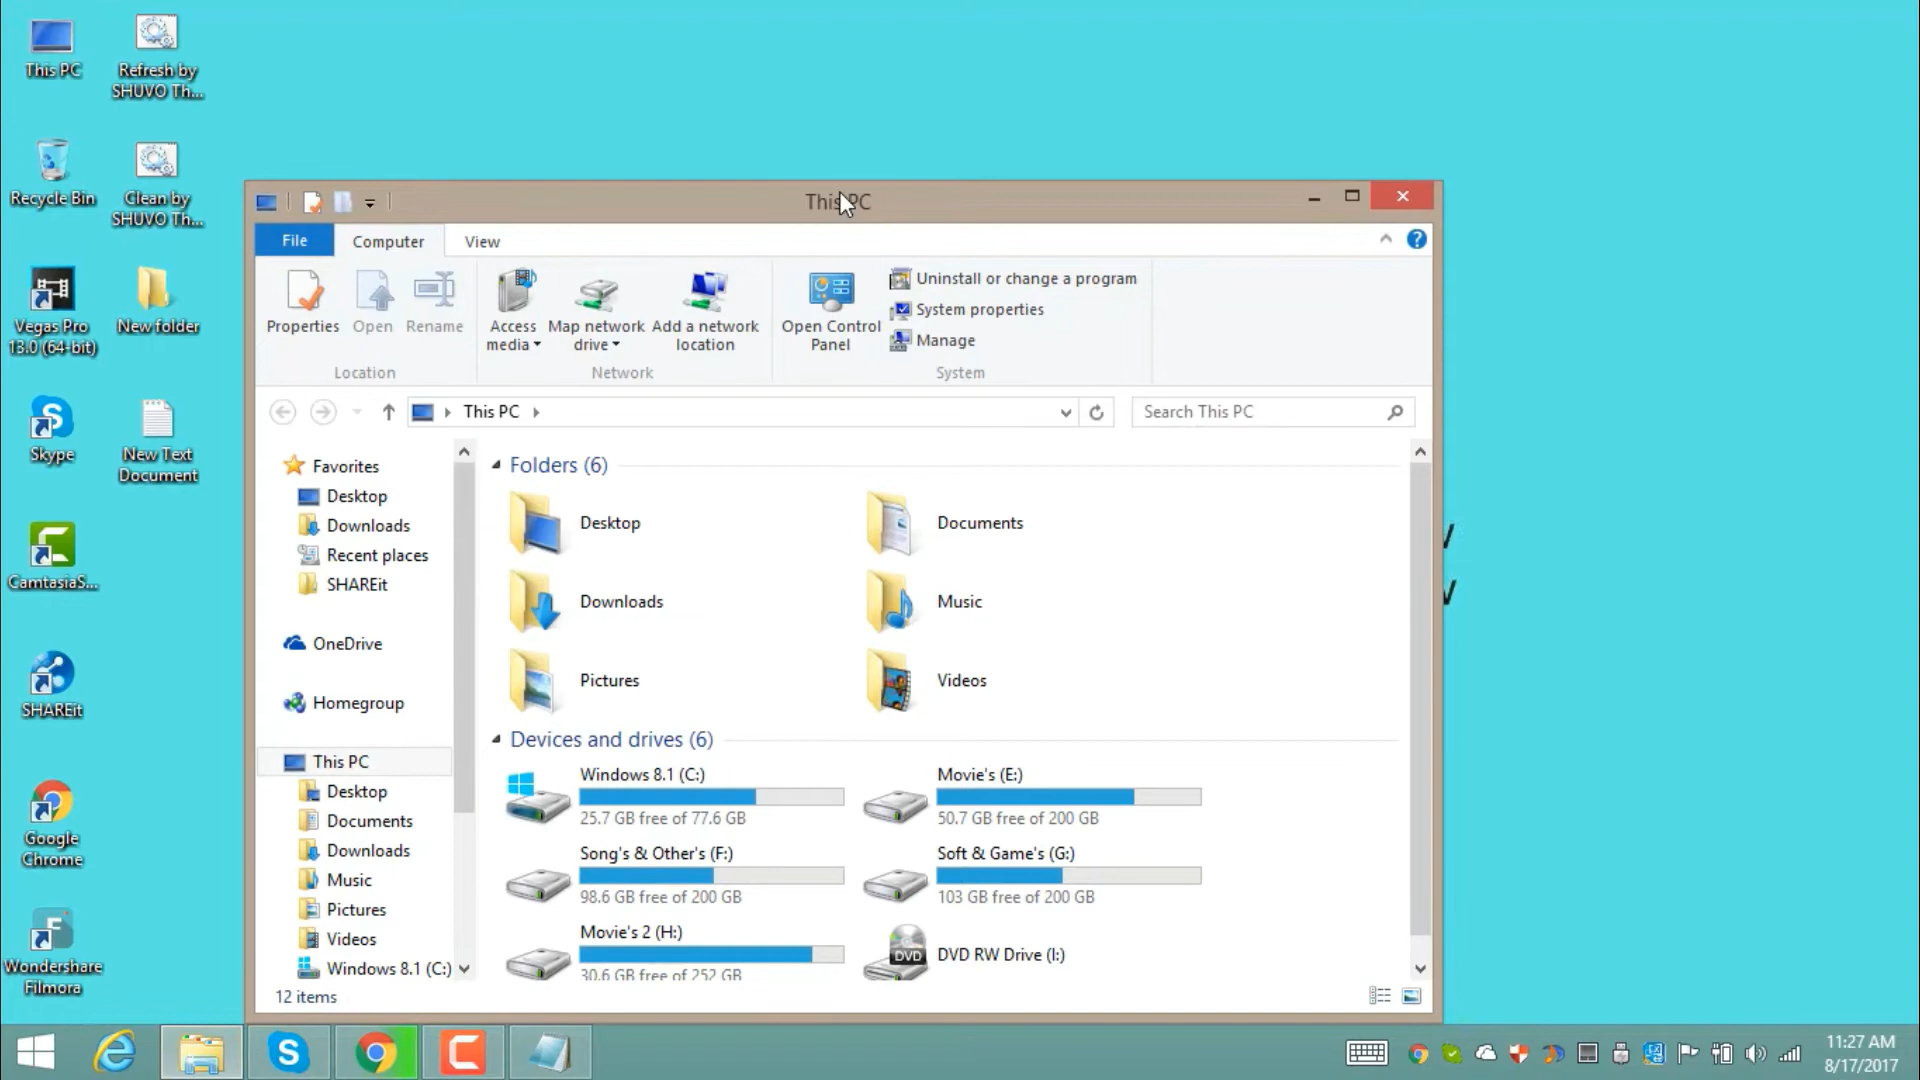 This PC
Refresh by
SHUVO Th...
Recycle Bin
Clean by
SHUVO Th...
Vegas Pro
13.0 (64-bit)
New folder
Skype
New Text
Document
CamtasiaS...
SHAREit
Google
Chrome
Wondershare
Filmora
This PC
File
Computer
View
Properties
Open
Rename
Access
media
Map network
drive
Add a network
location
Open Control
Panel
Uninstall or change a program
System properties
Manage
Location
Network
System
This PC
Search This PC
Favorites
Desktop
Downloads
Recent places
SHAREit
OneDrive
Homegroup
This PC
Desktop
Documents
Downloads
Music
Pictures
Videos
Windows 8.1 (C:)
Folders (6)
Desktop
Documents
Downloads
Music
Pictures
Videos
Devices and drives (6)
Windows 8.1 (C:)
25.7 GB free of 77.6 GB
Movie's (E:)
50.7 GB free of 200 GB
Song's & Other's (F:)
98.6 GB free of 200 GB
Soft & Game's (G:)
103 GB free of 200 GB
Movie's 2 (H:)
30.6 GB free of 252 GB
DVD
DVD RW Drive (I:)
12 items
11:27 AM
8/17/2017